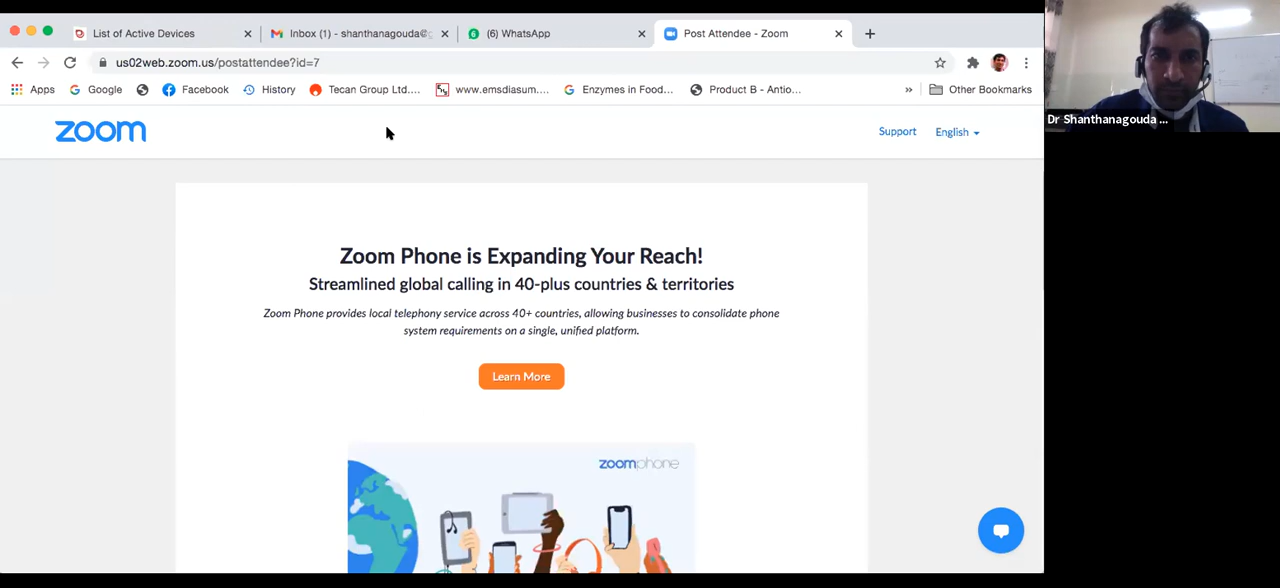 List of Active Devices
Inbox (1) - shanthanagouda@g
(6) WhatsApp
Post Attendee - Zoom
us02web.zoom.us/postattendee?id=7
Apps
Google
Facebook
History
Tecan Group Ltd....
www.emsdiasum....
Enzymes in Food...
Product B - Antio...
»
Other Bookmarks
Dr Shanthanagouda ...
zoom
Support
English
Zoom Phone is Expanding Your Reach!
Streamlined global calling in 40-plus countries & territories
Zoom Phone provides local telephony service across 40+ countries, allowing businesses to consolidate phone
system requirements on a single, unified platform.
Learn More
zoomphone